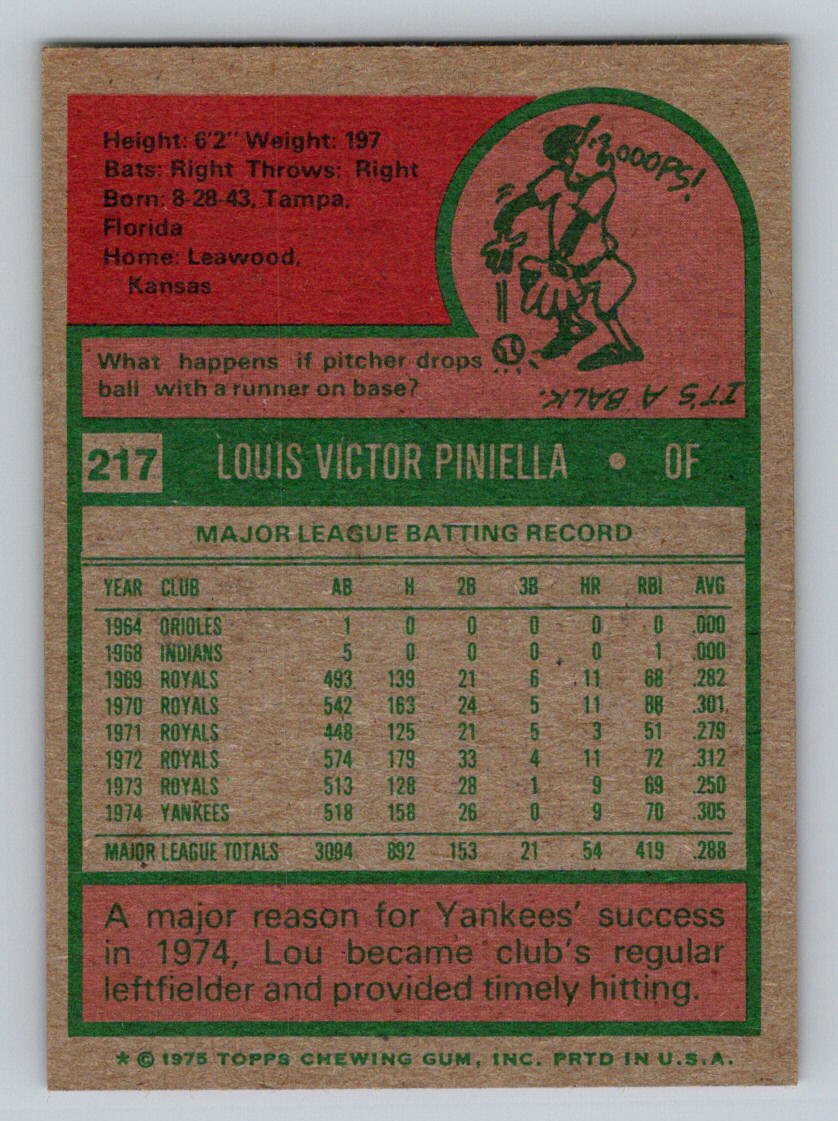 Height: 6'2" Weight: 197
Bats: Right Throws: Right
Born: 8-28-43, Tampa,
Florida
Home: Leawood,
Kansas
OOOPS!
What happens if pitcher drops
ball with a runner on base?
IT'S A BALK.
217 LOUIS VICTOR PINIELLA • OF
MAJOR LEAGUE BATTING RECORD
YEAR CLUB AB H 2B 3B HR RBI AVG
1964 ORIOLES 1 0 0 0 0 0 .000
1968 INDIANS 5 0 0 0 0 1 .000
1969 ROYALS 493 139 21 6 11 68 .282
1970 ROYALS 542 163 24 5 11 88 .301
1971 ROYALS 448 125 21 5 3 51 .279
1972 ROYALS 574 179 33 4 11 72 .312
1973 ROYALS 513 128 28 1 9 69 .250
1974 YANKEES 518 158 26 0 9 70 .305
MAJOR LEAGUE TOTALS 3094 892 153 21 54 419 .288
A major reason for Yankees' success
in 1974, Lou became club's regular
leftfielder and provided timely hitting.
* © 1975 TOPPS CHEWING GUM, INC. PRTD IN U.S.A.